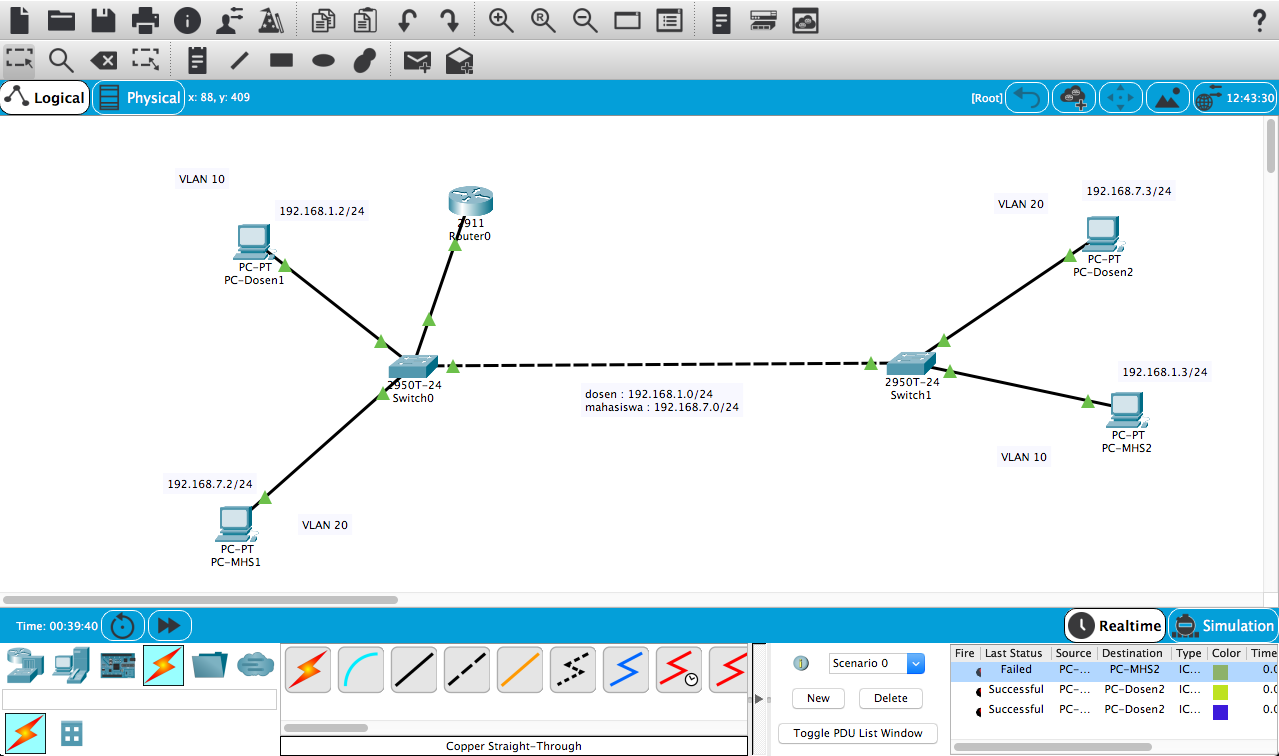 Logical
Physical
x: 88, y: 409
[Root]
12:43:30
VLAN 10
192.168.1.2/24
PC-PT
PC-Dosen1
2911
Router0
VLAN 20
192.168.7.3/24
PC-PT
PC-Dosen2
2950T-24
Switch0
dosen : 192.168.1.0/24
mahasiswa : 192.168.7.0/24
2950T-24
Switch1
192.168.1.3/24
PC-PT
PC-MHS2
VLAN 10
192.168.7.2/24
VLAN 20
PC-PT
PC-MHS1
Time: 00:39:40
Realtime
Simulation
Copper Straight-Through
Scenario 0
New
Delete
Toggle PDU List Window
Fire Last Status Source Destination Type Color Time
Failed PC-... PC-MHS2 IC... 0.0
Successful PC-... PC-Dosen2 IC... 0.0
Successful PC-... PC-Dosen2 IC... 0.0